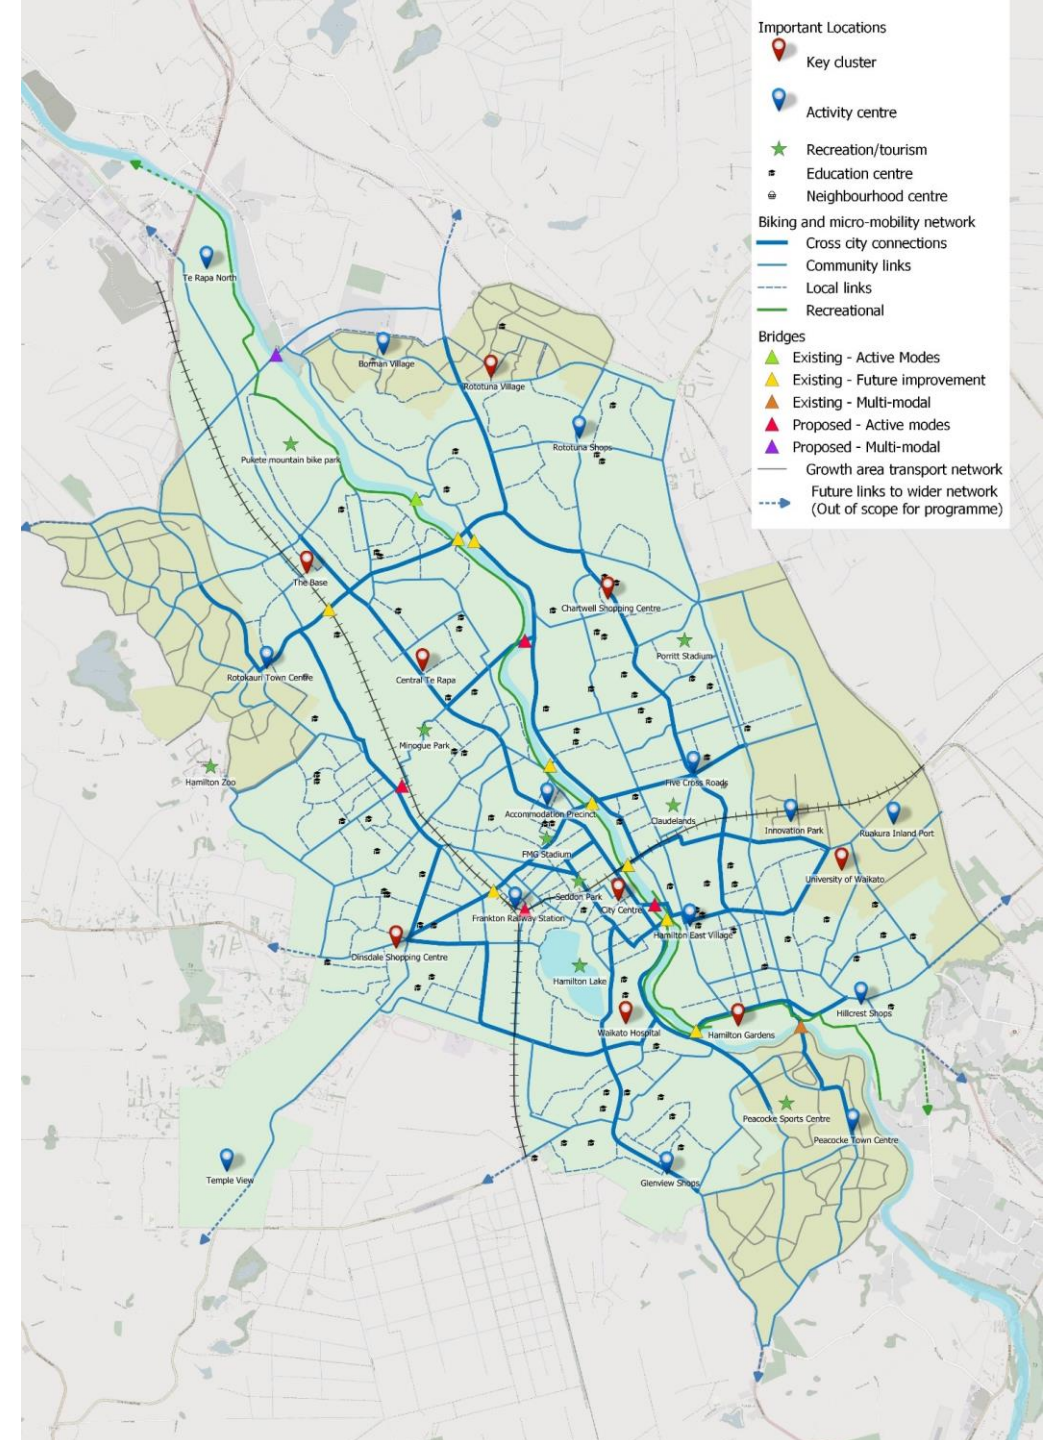 Important Locations
Key cluster
Activity centre
Recreation/tourism
Education centre
Neighbourhood centre
Biking and micro-mobility network
Cross city connections
Community links
Local links
Recreational
Bridges
Existing - Active Modes
Existing - Future improvement
Existing - Multi-modal
Proposed - Active modes
Proposed - Multi-modal
Growth area transport network
Future links to wider network
(Out of scope for programme)
Te Rapa North
Borman Village
Rototuna Village
Rototuna Shops
Pukete mountain bike park
The Base
Chartwell Shopping Centre
Porritt Stadium
Rotokauri Town Centre
Central Te Rapa
Minogue Park
Hamilton Zoo
Five Cross Roads
Accommodation Precinct
Claudelands
Innovation Park
Ruakura Inland Port
FMG Stadium
University of Waikato
Seddon Park
City Centre
Frankton Railway Station
Hamilton East Village
Dinsdale Shopping Centre
Hamilton Lake
Hillcrest Shops
Waikato Hospital
Hamilton Gardens
Peacocke Sports Centre
Peacocke Town Centre
Temple View
Glenview Shops